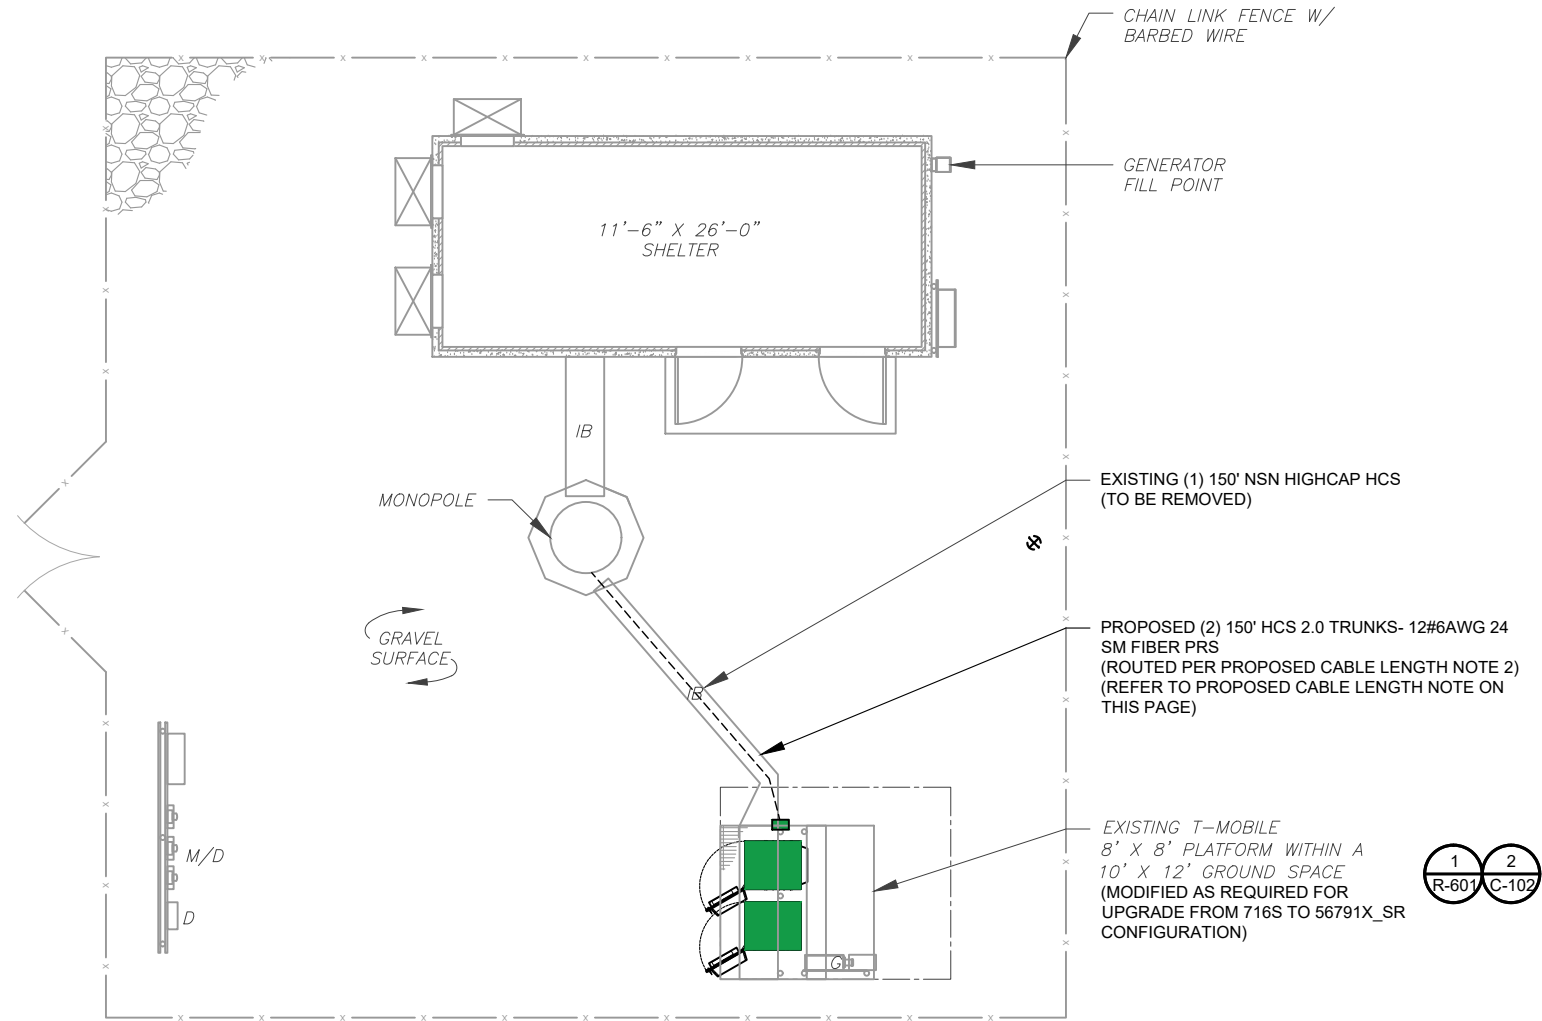 CHAIN LINK FENCE W/
BARBED WIRE
GENERATOR
FILL POINT
11'-6" X 26'-0"
SHELTER
IB
MONOPOLE
EXISTING (1) 150' NSN HIGHCAP HCS
(TO BE REMOVED)
GRAVEL
SURFACE
IB
PROPOSED (2) 150' HCS 2.0 TRUNKS- 12#6AWG 24
SM FIBER PRS
(ROUTED PER PROPOSED CABLE LENGTH NOTE 2)
(REFER TO PROPOSED CABLE LENGTH NOTE ON
THIS PAGE)
M/D
D
G
EXISTING T-MOBILE
8' X 8' PLATFORM WITHIN A
10' X 12' GROUND SPACE
(MODIFIED AS REQUIRED FOR
UPGRADE FROM 716S TO 56791X_SR
CONFIGURATION)
1
R-601
2
C-102